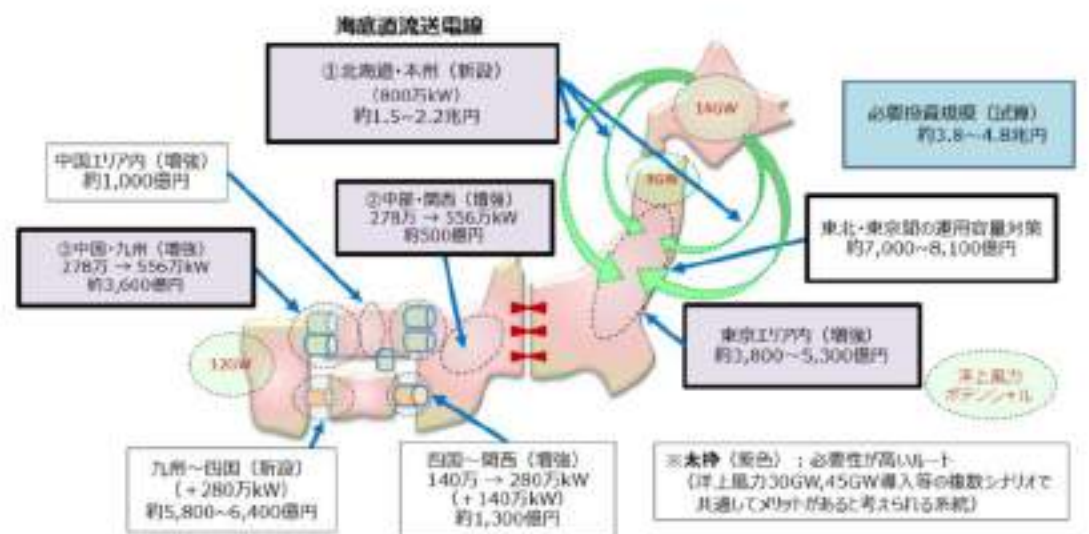 海底直流送電線
①北海道・本州（新設）
（800万kW）
約1.5~2.2兆円
14GW
必要投資規模（試算）
約3.8～4.8兆円
中国エリア内（増強）
約1,000億円
②中部・関西（増強）
278万 → 556万kW
約500億円
9GW
東北・東京間の運用容量対策
約7,000~8,100億円
③中国・九州（増強）
278万 → 556万kW
約3,600億円
東京エリア内（増強）
約3,800～5,300億円
12GW
洋上風力
ポテンシャル
九州～四国（新設）
（+280万kW）
約5,800~6,400億円
四国～関西（増強）
140万 → 280万kW
（+140万kW）
約1,300億円
※太枠（紫色）：必要性が高いルート
（洋上風力30GW,45GW導入等の複数シナリオで
共通してメリットがあると考えられる系統）